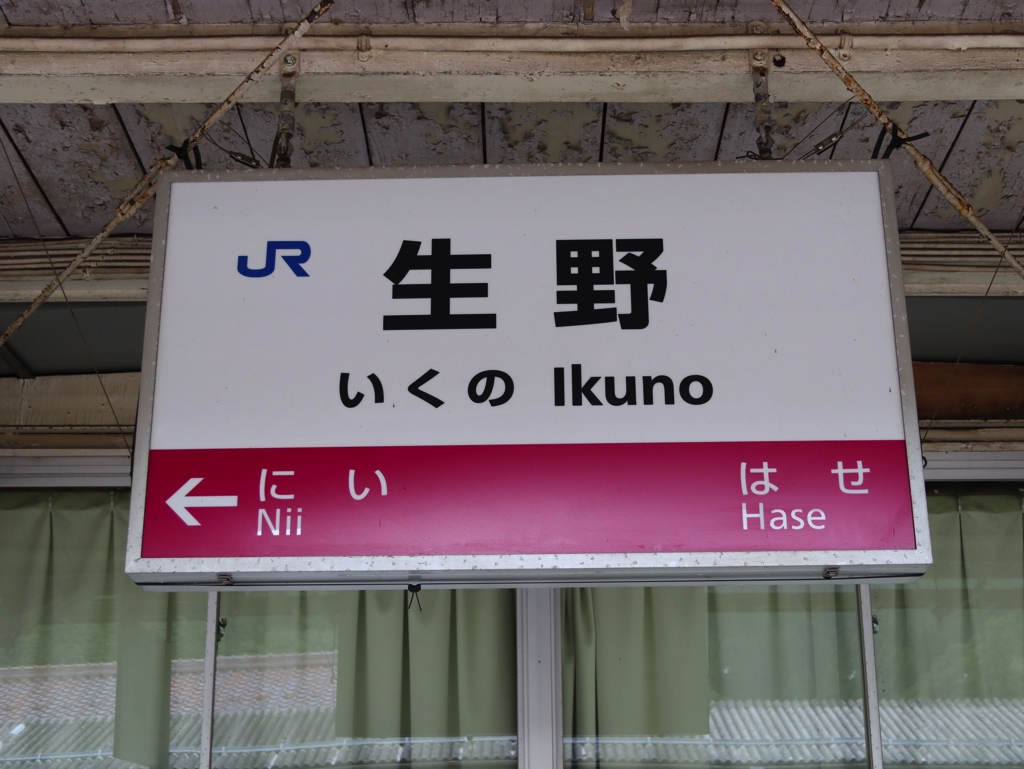 JR 生野
いくの Ikuno
← にい はせ
Nii Hase